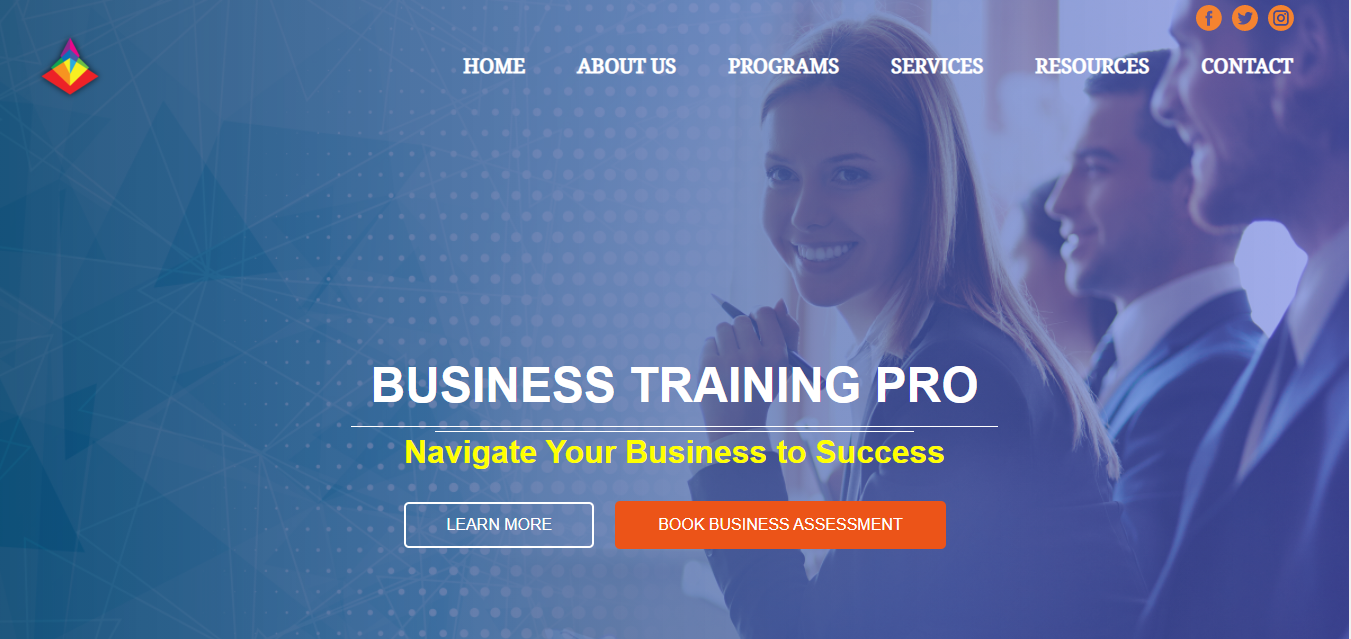 HOME ABOUT US PROGRAMS SERVICES RESOURCES CONTACT
BUSINESS TRAINING PRO
Navigate Your Business to Success
LEARN MORE BOOK BUSINESS ASSESSMENT